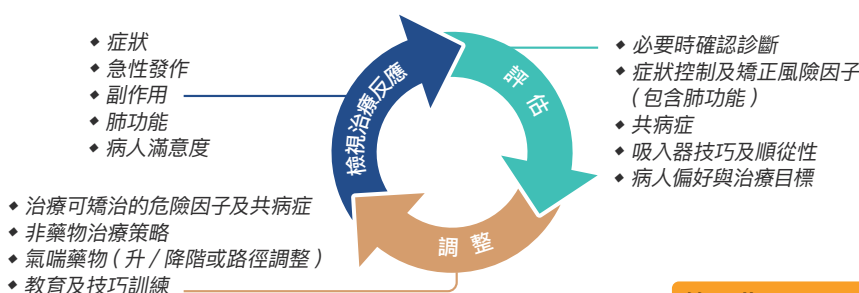 ◆ 症狀
◆ 急性發作
◆ 副作用
◆ 肺功能
◆ 病人滿意度
檢視治療反應
評估
◆ 必要時確認診斷
◆ 症狀控制及矯正風險因子
(包含肺功能)
◆ 共病症
◆ 吸入器技巧及順從性
◆ 病人偏好與治療目標
◆ 治療可矯治的危險因子及共病症
◆ 非藥物治療策略
◆ 氣喘藥物(升/降階或路徑調整)
◆ 教育及技巧訓練
調整